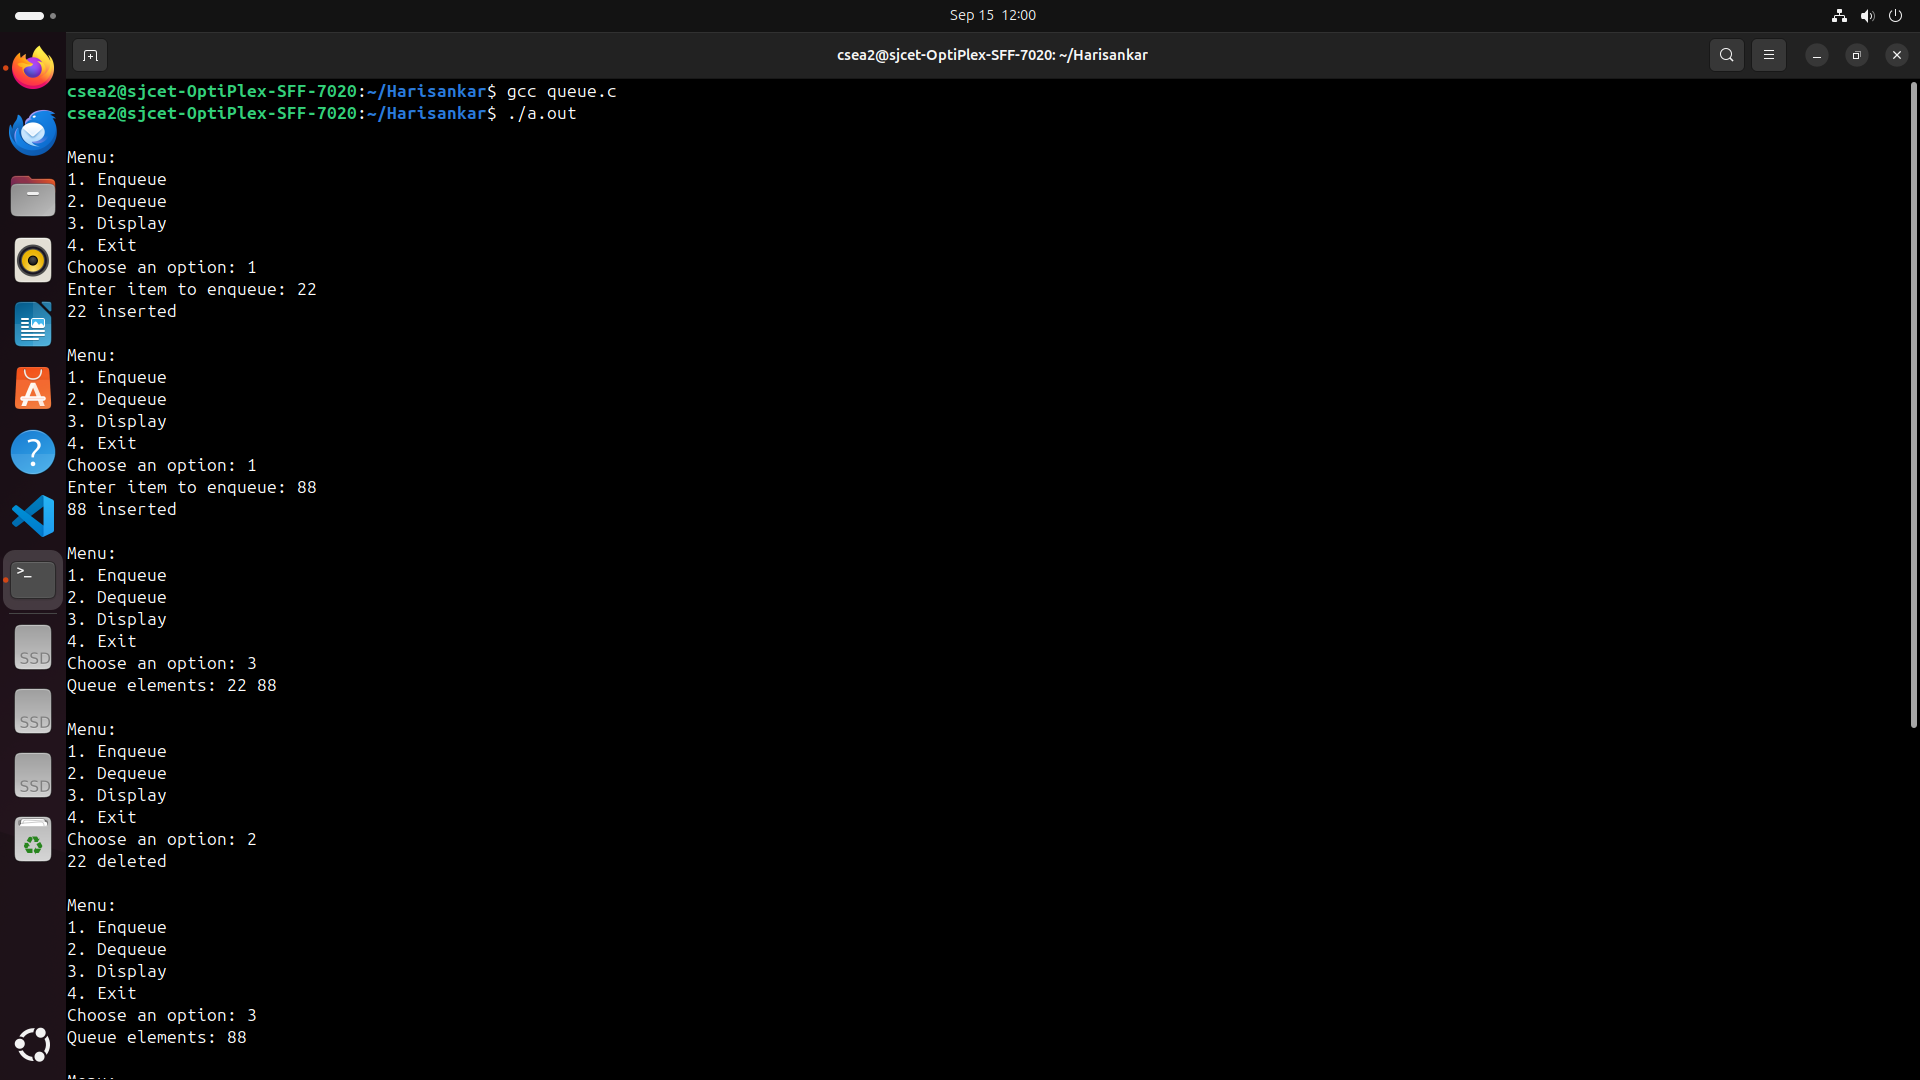 Sep 15 12:00
csea2@sjcet-OptiPlex-SFF-7020: ~/Harisankar
csea2@sjcet-OptiPlex-SFF-7020:~/Harisankar$ gcc queue.c
csea2@sjcet-OptiPlex-SFF-7020:~/Harisankar$ ./a.out
Menu:
1. Enqueue
2. Dequeue
3. Display
4. Exit
Choose an option: 1
Enter item to enqueue: 22
22 inserted
Menu:
1. Enqueue
2. Dequeue
3. Display
4. Exit
Choose an option: 1
Enter item to enqueue: 88
88 inserted
Menu:
1. Enqueue
2. Dequeue
3. Display
4. Exit
Choose an option: 3
Queue elements: 22 88
Menu:
1. Enqueue
2. Dequeue
3. Display
4. Exit
Choose an option: 2
22 deleted
Menu:
1. Enqueue
2. Dequeue
3. Display
4. Exit
Choose an option: 3
Queue elements: 88
SSD
SSD
SSD